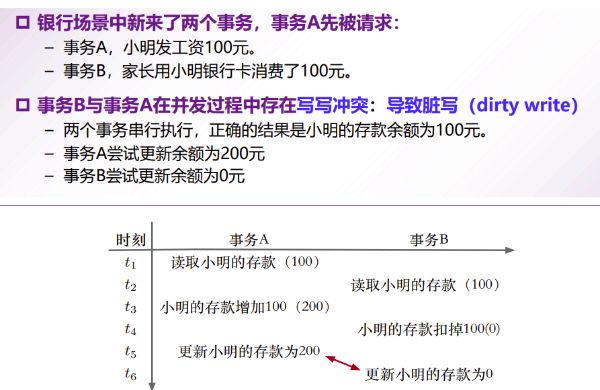 银行场景中新来了两个事务，事务A先被请求：
– 事务A，小明发工资100元。
– 事务B，家长用小明银行卡消费了100元。
事务B与事务A在并发过程中存在写写冲突：导致脏写（dirty write）
– 两个事务串行执行，正确的结果是小明的存款余额为100元。
– 事务A尝试更新余额为200元
– 事务B尝试更新余额为0元
时刻 事务A 事务B
t1 读取小明的存款（100）
t2 读取小明的存款（100）
t3 小明的存款增加100（200）
t4 小明的存款扣掉100(0)
t5 更新小明的存款为200
t6 更新小明的存款为0